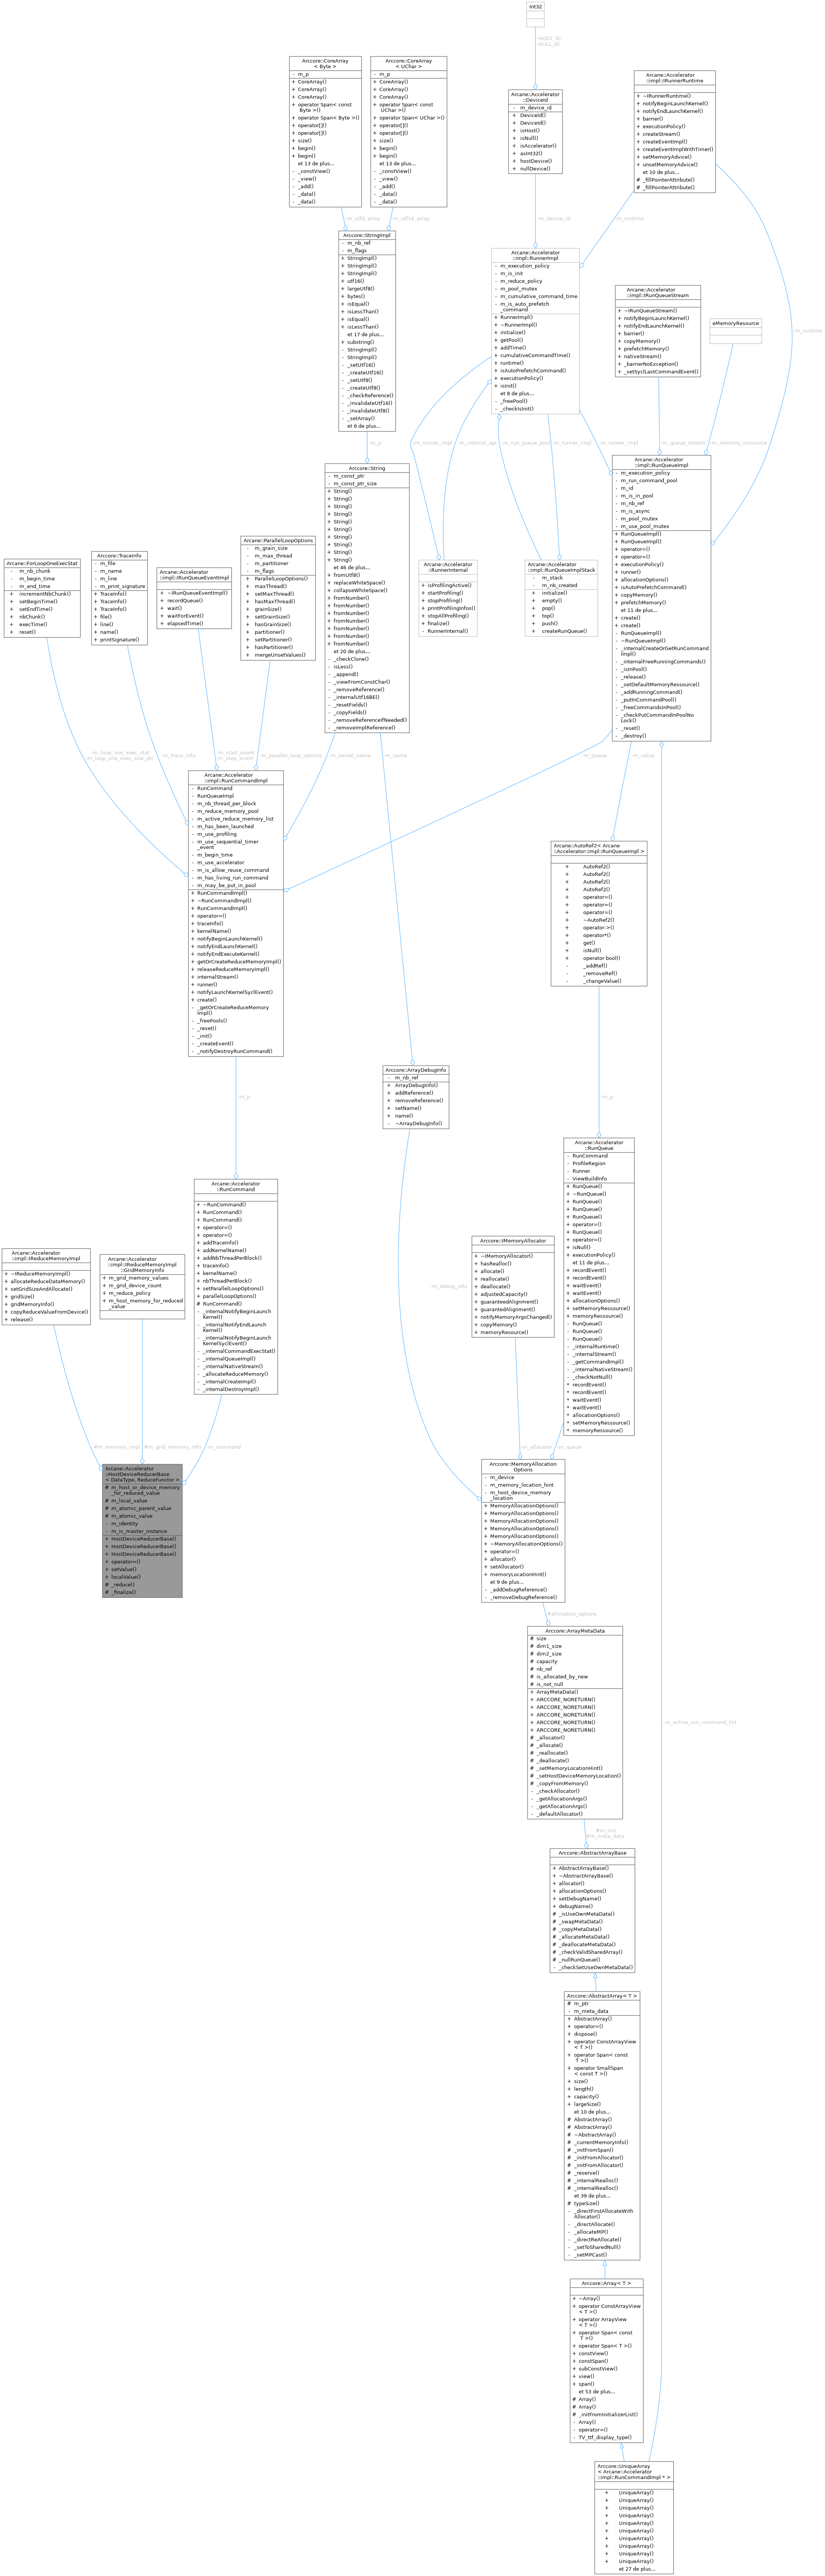 Int32
-HOST_ID
-NULL_ID
Arccore::CoreArray
< Byte >
- m_p
+ CoreArray()
+ CoreArray()
+ CoreArray()
+ operator Span< const
Byte >()
+ operator Span< Byte >()
+ operator[]()
+ operator[]()
+ size()
+ begin()
+ begin()
et 13 de plus...
- _constView()
- _view()
- _add()
- _data()
- _data()
Arccore::CoreArray
< UChar >
- m_p
+ CoreArray()
+ CoreArray()
+ CoreArray()
+ operator Span< const
UChar >()
+ operator Span< UChar >()
+ operator[]()
+ operator[]()
+ size()
+ begin()
+ begin()
et 13 de plus...
- _constView()
- _view()
- _add()
- _data()
- _data()
Arcane::Accelerator
::DeviceId
- m_device_id
+ DeviceId()
+ DeviceId()
+ isHost()
+ isNull()
+ isAccelerator()
+ asInt32()
+ hostDevice()
+ nullDevice()
Arcane::Accelerator
::impl::IRunnerRuntime
+ ~IRunnerRuntime()
+ notifyBeginLaunchKernel()
+ notifyEndLaunchKernel()
+ barrier()
+ executionPolicy()
+ createStream()
+ createEventImpl()
+ createEventImplWithTimer()
+ setMemoryAdvice()
+ unsetMemoryAdvice()
et 10 de plus...
# _fillPointerAttribute()
# _fillPointerAttribute()
-m_utf8_array
-m_utf16_array
-m_device_id
-m_runtime
-m_runtime
Arccore::StringImpl
- m_nb_ref
- m_flags
+ StringImpl()
+ StringImpl()
+ StringImpl()
+ utf16()
+ largeUtf8()
+ bytes()
+ isEqual()
+ isLessThan()
+ isEqual()
+ isLessThan()
et 17 de plus...
+ substring()
- StringImpl()
- StringImpl()
- _setUtf16()
- _createUtf16()
- _setUtf8()
- _createUtf8()
- _checkReference()
- _invalidateUtf16()
- _invalidateUtf8()
- _setArray()
et 6 de plus...
Arcane::Accelerator
::impl::RunnerImpl
- m_execution_policy
- m_is_init
- m_reduce_policy
- m_pool_mutex
- m_cumulative_command_time
- m_is_auto_prefetch
_command
+ RunnerImpl()
+ ~RunnerImpl()
+ initialize()
+ getPool()
+ addTime()
+ cumulativeCommandTime()
+ runtime()
+ isAutoPrefetchCommand()
+ executionPolicy()
+ isInit()
et 8 de plus...
- _freePool()
- _checkIsInit()
Arcane::Accelerator
::impl::IRunQueueStream
+ ~IRunQueueStream()
+ notifyBeginLaunchKernel()
+ notifyEndLaunchKernel()
+ barrier()
+ copyMemory()
+ prefetchMemory()
+ nativeStream()
+ _barrierNoException()
+ _setSyclLastCommandEvent()
eMemoryRessource
-m_p
-m_runner_impl
-m_internal_api
-m_run_queue_pool
-m_runner_impl
-m_runner_impl
-m_queue_stream
-m_memory_ressource
Arccore::String
- m_const_ptr
- m_const_ptr_size
+ String()
+ String()
+ String()
+ String()
+ String()
+ String()
+ String()
+ String()
+ String()
+ String()
et 46 de plus...
+ fromUtf8()
+ replaceWhiteSpace()
+ collapseWhiteSpace()
+ fromNumber()
+ fromNumber()
+ fromNumber()
+ fromNumber()
+ fromNumber()
+ fromNumber()
+ fromNumber()
et 20 de plus...
- _checkClone()
- isLess()
- _append()
- _viewFromConstChar()
- _removeReference()
- _internalUtf16BE()
- _resetFields()
- _copyFields()
- _removeReferenceIfNeeded()
- _removeImplReference()
Arcane::Accelerator
::impl::RunQueueImpl
- m_execution_policy
- m_run_command_pool
- m_id
- m_is_in_pool
- m_nb_ref
- m_is_async
- m_pool_mutex
- m_use_pool_mutex
+ RunQueueImpl()
+ RunQueueImpl()
+ operator=()
+ operator=()
+ executionPolicy()
+ runner()
+ allocationOptions()
+ isAutoPrefetchCommand()
+ copyMemory()
+ prefetchMemory()
et 11 de plus...
+ create()
+ create()
- RunQueueImpl()
- ~RunQueueImpl()
- _internalCreateOrGetRunCommand
Impl()
- _internalFreeRunningCommands()
- _isInPool()
- _release()
- _setDefaultMemoryRessource()
- _addRunningCommand()
- _putInCommandPool()
- _freeCommandsInPool()
- _checkPutCommandInPoolNo
Lock()
- _reset()
- _destroy()
Arcane::ForLoopOneExecStat
- m_nb_chunk
- m_begin_time
- m_end_time
+ incrementNbChunk()
+ setBeginTime()
+ setEndTime()
+ nbChunk()
+ execTime()
+ reset()
Arccore::TraceInfo
- m_file
- m_name
- m_line
- m_print_signature
+ TraceInfo()
+ TraceInfo()
+ TraceInfo()
+ file()
+ line()
+ name()
+ printSignature()
Arcane::Accelerator
::impl::IRunQueueEventImpl
+ ~IRunQueueEventImpl()
+ recordQueue()
+ wait()
+ waitForEvent()
+ elapsedTime()
Arcane::ParallelLoopOptions
- m_grain_size
- m_max_thread
- m_partitioner
- m_flags
+ ParallelLoopOptions()
+ maxThread()
+ setMaxThread()
+ hasMaxThread()
+ grainSize()
+ setGrainSize()
+ hasGrainSize()
+ partitioner()
+ setPartitioner()
+ hasPartitioner()
+ mergeUnsetValues()
Arcane::Accelerator
::RunnerInternal
+ isProfilingActive()
+ startProfiling()
+ stopProfiling()
+ printProfilingInfos()
+ stopAllProfiling()
+ finalize()
- RunnerInternal()
Arcane::Accelerator
::impl::RunQueueImplStack
- m_stack
- m_nb_created
+ initialize()
+ empty()
+ pop()
+ top()
+ push()
+ createRunQueue()
-m_loop_one_exec_stat
-m_loop_one_exec_stat_ptr
-m_trace_info
-m_start_event
-m_stop_event
-m_parallel_loop_options
-m_kernel_name
-m_name
-m_queue
-m_value
Arcane::Accelerator
::impl::RunCommandImpl
- RunCommand
- RunQueueImpl
- m_nb_thread_per_block
- m_reduce_memory_pool
- m_active_reduce_memory_list
- m_has_been_launched
- m_use_profiling
- m_use_sequential_timer
_event
- m_begin_time
- m_use_accelerator
- m_is_allow_reuse_command
- m_has_living_run_command
- m_may_be_put_in_pool
+ RunCommandImpl()
+ ~RunCommandImpl()
+ RunCommandImpl()
+ operator=()
+ traceInfo()
+ kernelName()
+ notifyBeginLaunchKernel()
+ notifyEndLaunchKernel()
+ notifyEndExecuteKernel()
+ getOrCreateReduceMemoryImpl()
+ releaseReduceMemoryImpl()
+ internalStream()
+ runner()
+ notifyLaunchKernelSyclEvent()
+ create()
- _getOrCreateReduceMemory
Impl()
- _freePools()
- _reset()
- _init()
- _createEvent()
- _notifyDestroyRunCommand()
Arcane::AutoRef2< Arcane
::Accelerator::impl::RunQueueImpl >
+ AutoRef2()
+ AutoRef2()
+ AutoRef2()
+ AutoRef2()
+ operator=()
+ operator=()
+ operator=()
+ ~AutoRef2()
+ operator->()
+ operator*()
+ get()
+ isNull()
+ operator bool()
- _addRef()
- _removeRef()
- _changeValue()
-m_p
-m_p
Arccore::ArrayDebugInfo
- m_nb_ref
+ ArrayDebugInfo()
+ addReference()
+ removeReference()
+ setName()
+ name()
- ~ArrayDebugInfo()
Arcane::Accelerator
::RunQueue
- RunCommand
- ProfileRegion
- Runner
- ViewBuildInfo
+ RunQueue()
+ ~RunQueue()
+ RunQueue()
+ RunQueue()
+ RunQueue()
+ operator=()
+ RunQueue()
+ operator=()
+ isNull()
+ executionPolicy()
et 11 de plus...
+ recordEvent()
+ recordEvent()
+ waitEvent()
+ waitEvent()
+ allocationOptions()
+ setMemoryRessource()
+ memoryRessource()
- RunQueue()
- RunQueue()
- RunQueue()
- _internalRuntime()
- _internalStream()
- _getCommandImpl()
- _internalNativeStream()
- _checkNotNull()
* recordEvent()
* recordEvent()
* waitEvent()
* waitEvent()
* allocationOptions()
* setMemoryRessource()
* memoryRessource()
Arcane::Accelerator
::RunCommand
+ ~RunCommand()
+ RunCommand()
+ RunCommand()
+ operator=()
+ operator=()
+ addTraceInfo()
+ addKernelName()
+ addNbThreadPerBlock()
+ traceInfo()
+ kernelName()
+ nbThreadPerBlock()
+ setParallelLoopOptions()
+ parallelLoopOptions()
# RunCommand()
- _internalNotifyBeginLaunch
Kernel()
- _internalNotifyEndLaunch
Kernel()
- _internalNotifyBeginLaunch
KernelSyclEvent()
- _internalCommandExecStat()
- _internalQueueImpl()
- _internalNativeStream()
- _allocateReduceMemory()
- _internalCreateImpl()
- _internalDestroyImpl()
Arcane::Accelerator
::impl::IReduceMemoryImpl
+ ~IReduceMemoryImpl()
+ allocateReduceDataMemory()
+ setGridSizeAndAllocate()
+ gridSize()
+ gridMemoryInfo()
+ copyReduceValueFromDevice()
+ release()
Arcane::Accelerator
::impl::IReduceMemoryImpl
::GridMemoryInfo
+ m_grid_memory_values
+ m_grid_device_count
+ m_reduce_policy
+ m_host_memory_for_reduced
_value
Arccore::IMemoryAllocator
+ ~IMemoryAllocator()
+ hasRealloc()
+ allocate()
+ reallocate()
+ deallocate()
+ adjustedCapacity()
+ guaranteedAlignment()
+ guarantedAlignment()
+ notifyMemoryArgsChanged()
+ copyMemory()
+ memoryResource()
-m_debug_info
#m_memory_impl
#m_grid_memory_info
-m_command
-m_allocator
-m_queue
Arcane::Accelerator
::HostDeviceReducerBase
< DataType, ReduceFunctor >
# m_host_or_device_memory
_for_reduced_value
# m_local_value
# m_atomic_parent_value
# m_atomic_value
- m_identity
- m_is_master_instance
+ HostDeviceReducerBase()
+ HostDeviceReducerBase()
+ HostDeviceReducerBase()
+ operator=()
+ setValue()
+ localValue()
# _reduce()
# _finalize()
Arccore::MemoryAllocation
Options
- m_device
- m_memory_location_hint
- m_host_device_memory
_location
+ MemoryAllocationOptions()
+ MemoryAllocationOptions()
+ MemoryAllocationOptions()
+ MemoryAllocationOptions()
+ MemoryAllocationOptions()
+ ~MemoryAllocationOptions()
+ operator=()
+ allocator()
+ setAllocator()
+ memoryLocationHint()
et 9 de plus...
- _addDebugReference()
- _removeDebugReference()
#allocation_options
Arccore::ArrayMetaData
# size
# dim1_size
# dim2_size
# capacity
# nb_ref
# is_allocated_by_new
# is_not_null
+ ArrayMetaData()
+ ARCCORE_NORETURN()
+ ARCCORE_NORETURN()
+ ARCCORE_NORETURN()
+ ARCCORE_NORETURN()
+ ARCCORE_NORETURN()
# _allocator()
# _allocate()
# _reallocate()
# _deallocate()
# _setMemoryLocationHint()
# _setHostDeviceMemoryLocation()
# _copyFromMemory()
- _checkAllocator()
- _getAllocationArgs()
- _getAllocationArgs()
- _defaultAllocator()
-m_active_run_command_list
#m_md
#m_meta_data
Arccore::AbstractArrayBase
+ AbstractArrayBase()
+ ~AbstractArrayBase()
+ allocator()
+ allocationOptions()
+ setDebugName()
+ debugName()
# _isUseOwnMetaData()
# _swapMetaData()
# _copyMetaData()
# _allocateMetaData()
# _deallocateMetaData()
# _checkValidSharedArray()
# _nullRunQueue()
- _checkSetUseOwnMetaData()
Arccore::AbstractArray< T >
# m_ptr
- m_meta_data
+ AbstractArray()
+ operator=()
+ dispose()
+ operator ConstArrayView
< T >()
+ operator Span< const
T >()
+ operator SmallSpan
< const T >()
+ size()
+ length()
+ capacity()
+ largeSize()
et 10 de plus...
# AbstractArray()
# AbstractArray()
# ~AbstractArray()
# _currentMemoryInfo()
# _initFromSpan()
# _initFromAllocator()
# _initFromAllocator()
# _reserve()
# _internalRealloc()
# _internalRealloc()
et 39 de plus...
# typeSize()
- _directFirstAllocateWith
Allocator()
- _directAllocate()
- _allocateMP()
- _directReAllocate()
- _setToSharedNull()
- _setMPCast()
Arccore::Array< T >
+ ~Array()
+ operator ConstArrayView
< T >()
+ operator ArrayView
< T >()
+ operator Span< const
T >()
+ operator Span< T >()
+ constView()
+ constSpan()
+ subConstView()
+ view()
+ span()
et 53 de plus...
# Array()
# Array()
# _initFromInitializerList()
- Array()
- operator=()
- TV_ttf_display_type()
Arccore::UniqueArray
< Arcane::Accelerator
::impl::RunCommandImpl * >
+ UniqueArray()
+ UniqueArray()
+ UniqueArray()
+ UniqueArray()
+ UniqueArray()
+ UniqueArray()
+ UniqueArray()
+ UniqueArray()
+ UniqueArray()
+ UniqueArray()
et 27 de plus...